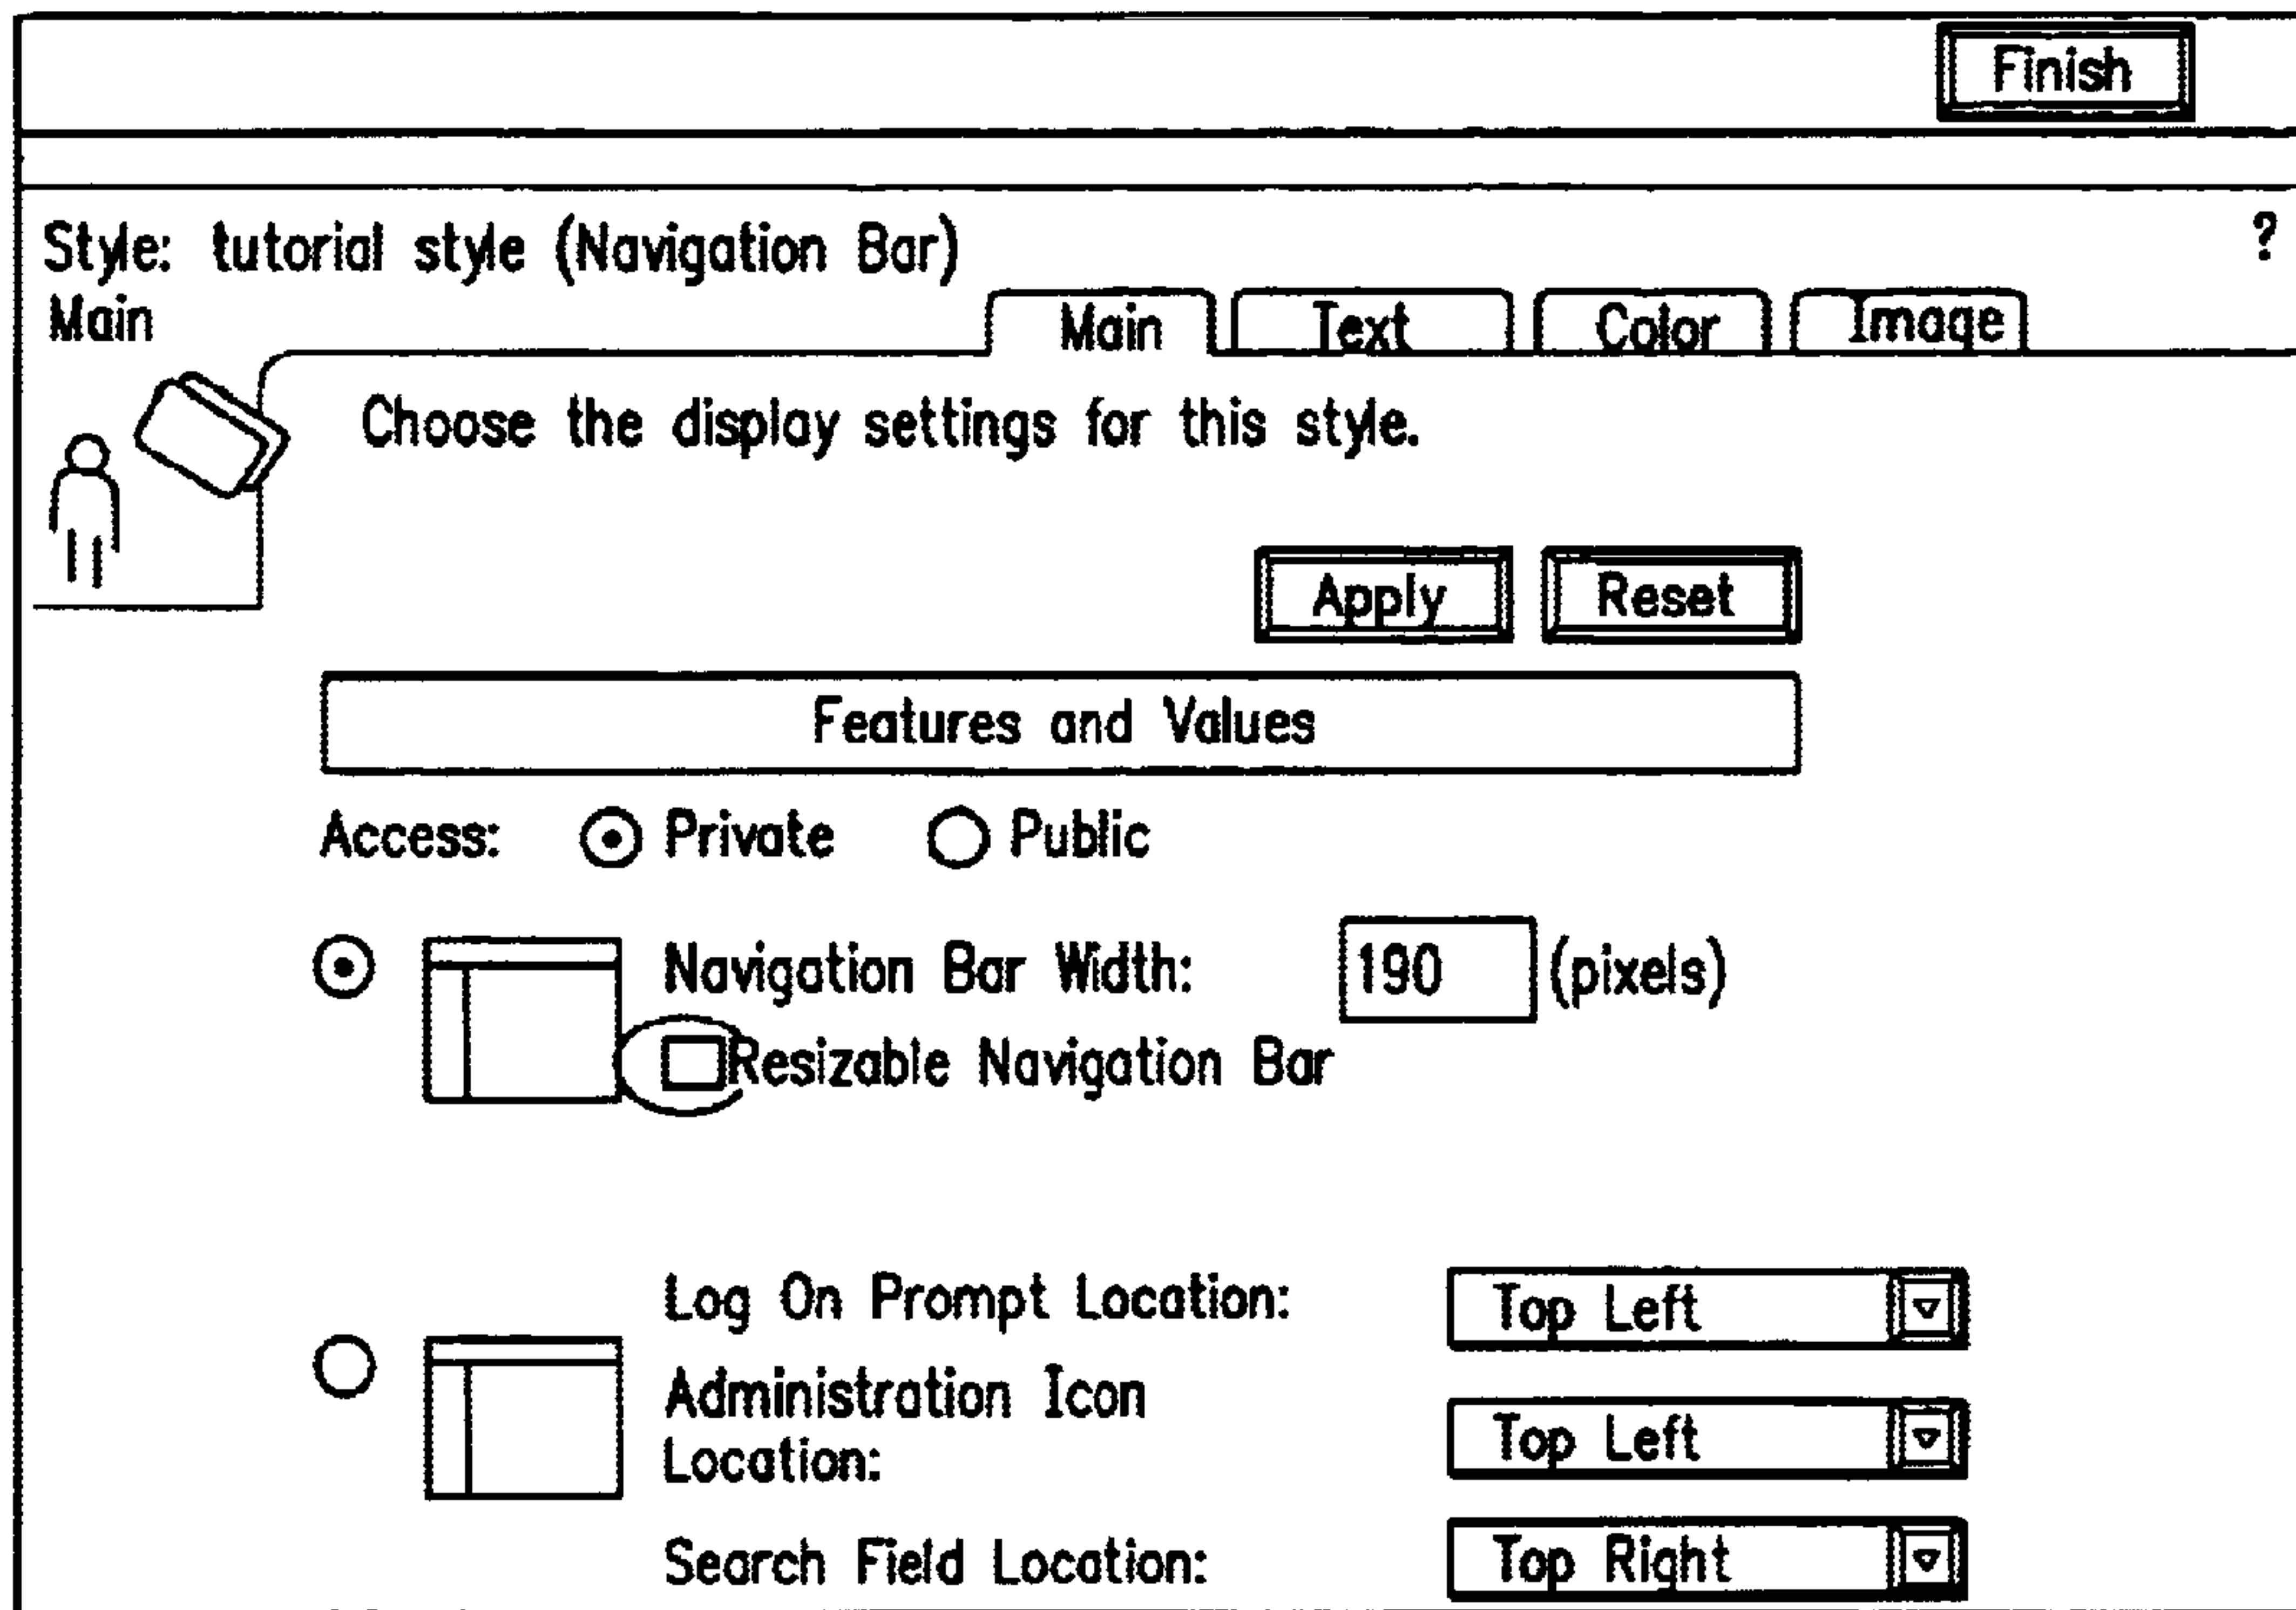 Finish
Style: tutorial style (Navigation Bar)
?
Main
Main Text Color Image
Choose the display settings for this style.
Apply Reset
Features and Values
Access: Private Public
Navigation Bar Width: 190 (pixels)
Resizable Navigation Bar
Log On Prompt Location: Top Left
Administration Icon
Location: Top Left
Search Field Location: Top Right